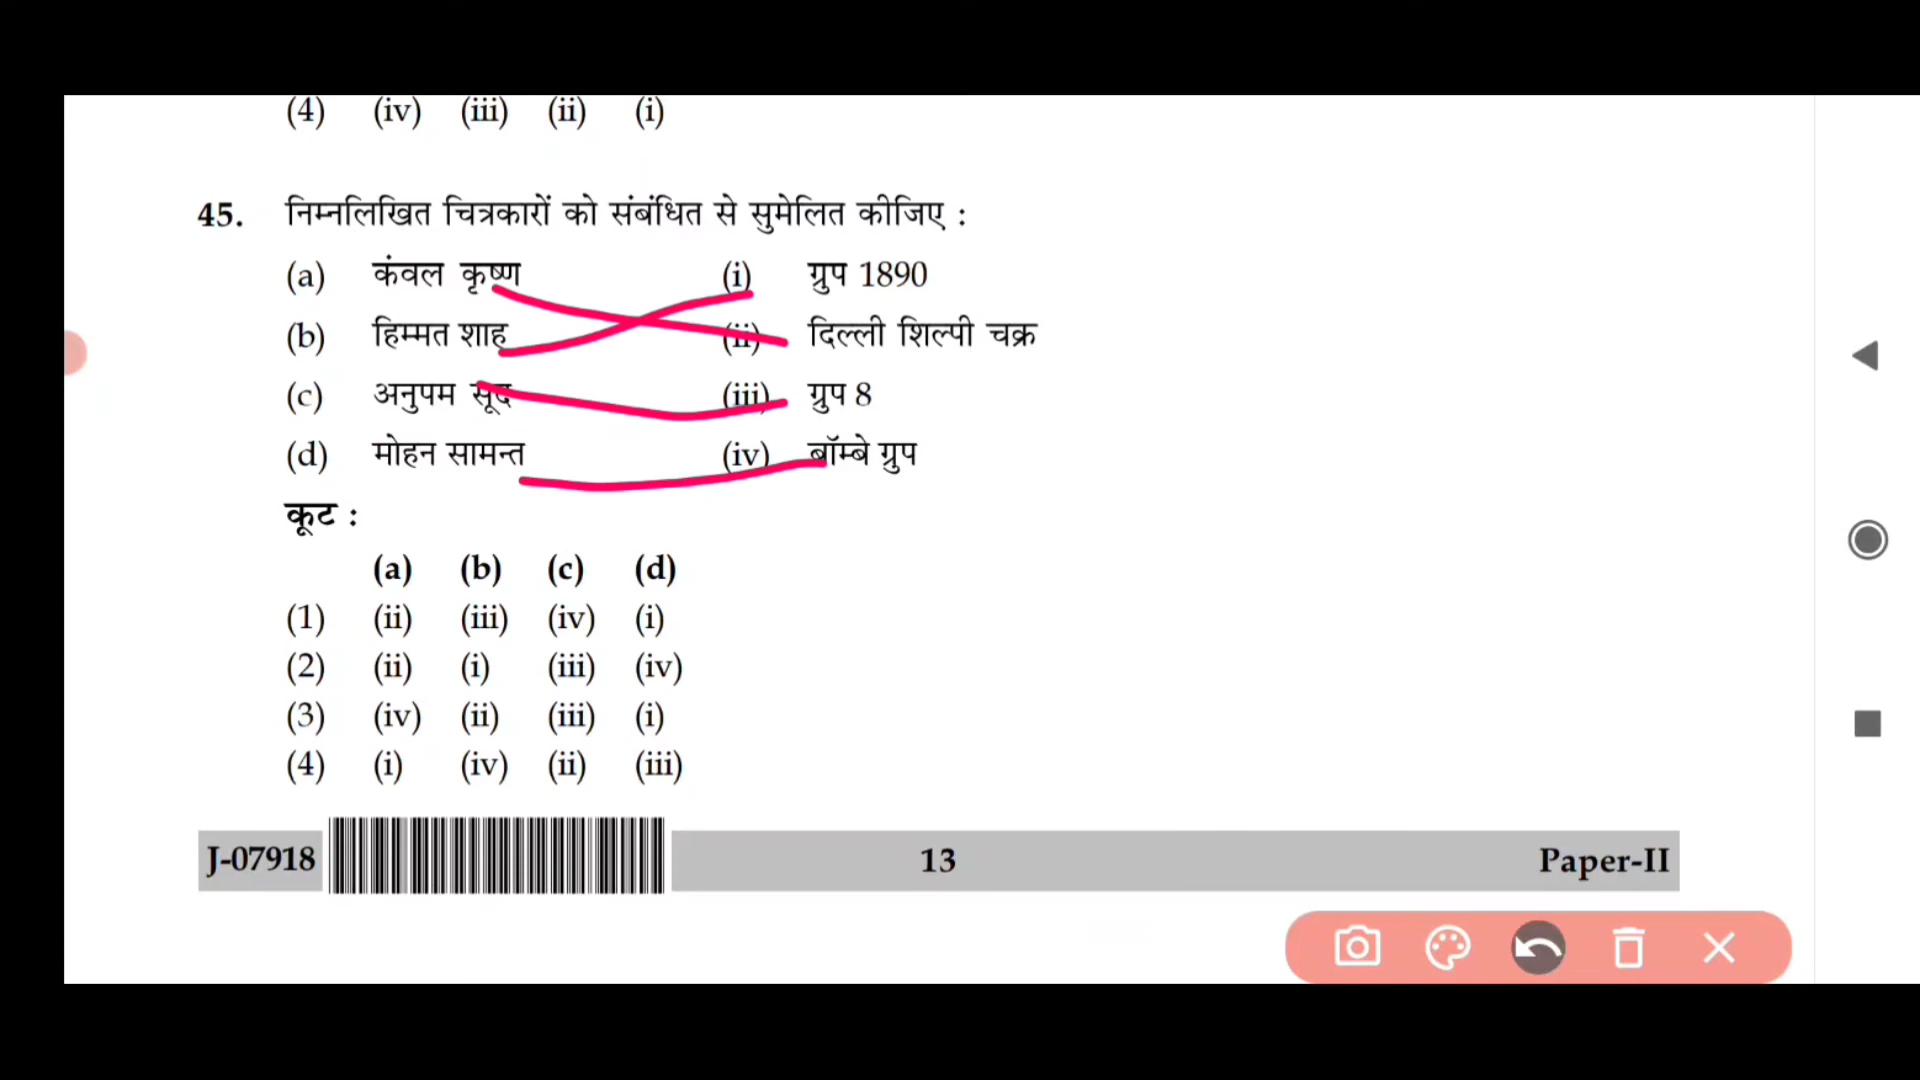 (4) (iv) (iii) (ii) (i)
45. निम्नलिखित चित्रकारों को संबंधित से सुमेलित कीजिए :
(a) कंवल कृष्ण (i) ग्रुप 1890
(b) हिम्मत शाह (ii) दिल्ली शिल्पी चक्र
(c) अनुपम सूद (iii) ग्रुप 8
(d) मोहन सामन्त (iv) बॉम्बे ग्रुप
कूट :
(a) (b) (c) (d)
(1) (ii) (iii) (iv) (i)
(2) (ii) (i) (iii) (iv)
(3) (iv) (ii) (iii) (i)
(4) (i) (iv) (ii) (iii)
J-07918 13 Paper-II